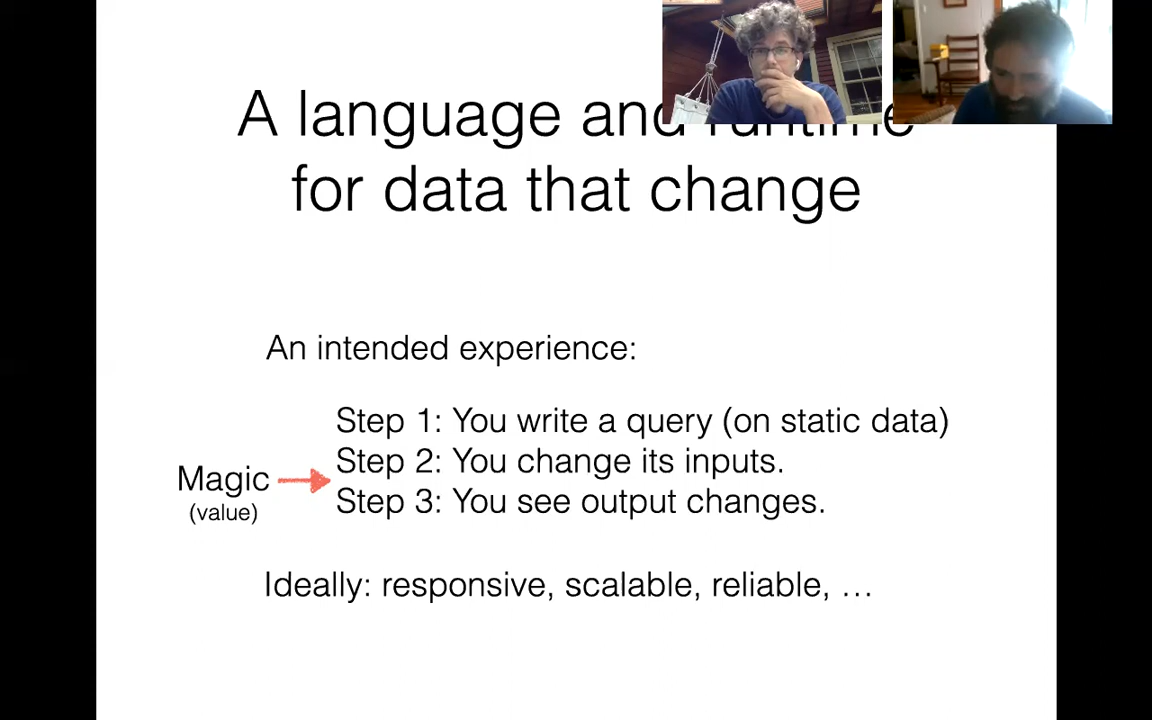 A language and runtime
for data that change
An intended experience:
Step 1: You write a query (on static data)
Step 2: You change its inputs.
Magic
(value)
Step 3: You see output changes.
Ideally: responsive, scalable, reliable, …